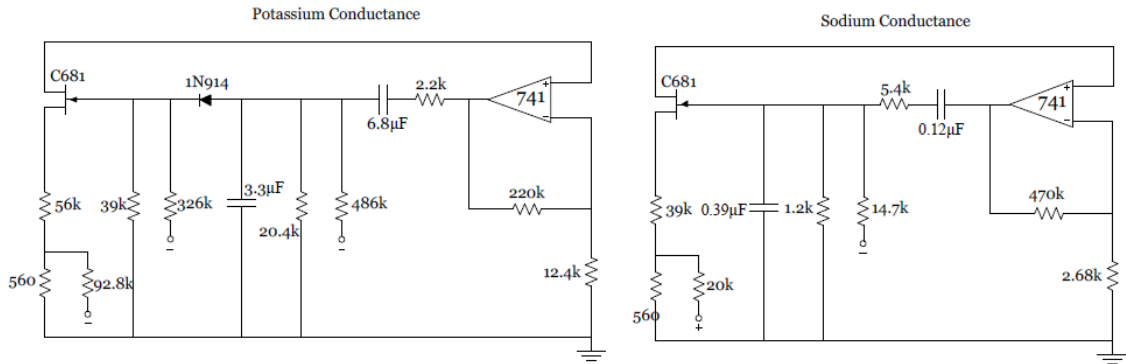 Potassium Conductance
C681
1N914
2.2k
+
741
−
6.8µF
56k
39k
326k
3.3µF
20.4k
486k
220k
560
92.8k
12.4k
−
−
−
Sodium Conductance
C681
5.4k
+
741
−
0.12µF
39k
0.39µF
1.2k
14.7k
470k
−
560
20k
2.68k
+